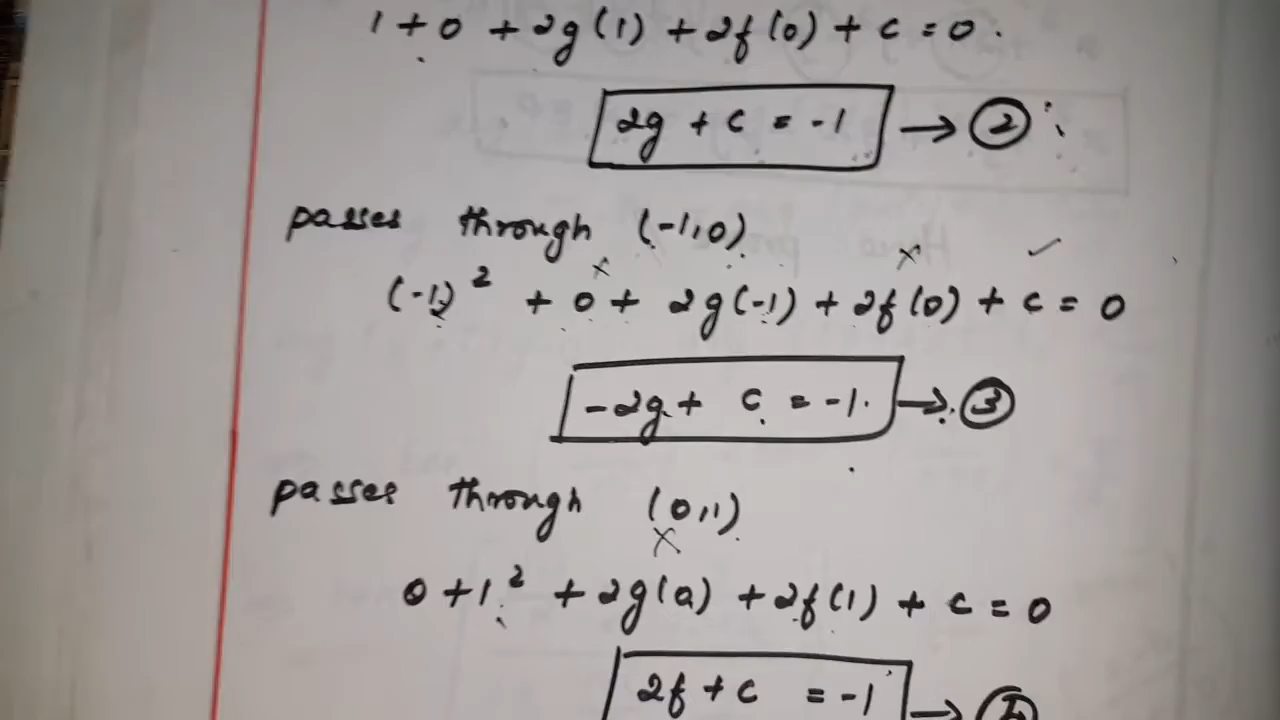 1 + 0 + 2g(1) + 2f(0) + c = 0.
2g + c = -1 → ②
passes through (-1,0)
(-1)² + 0 + 2g(-1) + 2f(0) + c = 0
-2g + c = -1. → ③
passes through (0,1)
0 + 1² + 2g(0) + 2f(1) + c = 0
2f + c = -1 →